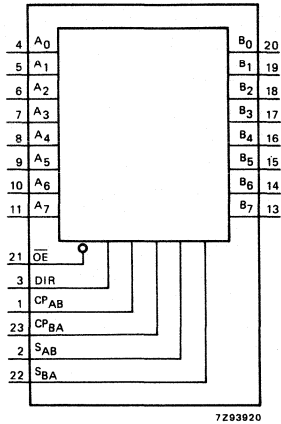 4 A0 B0 20
5 A1 B1 19
6 A2 B2 18
7 A3 B3 17
8 A4 B4 16
9 A5 B5 15
10 A6 B6 14
11 A7 B7 13
21 O̅E̅
3 DIR
1 CPAB
23 CPBA
2 SAB
22 SBA
7Z93920